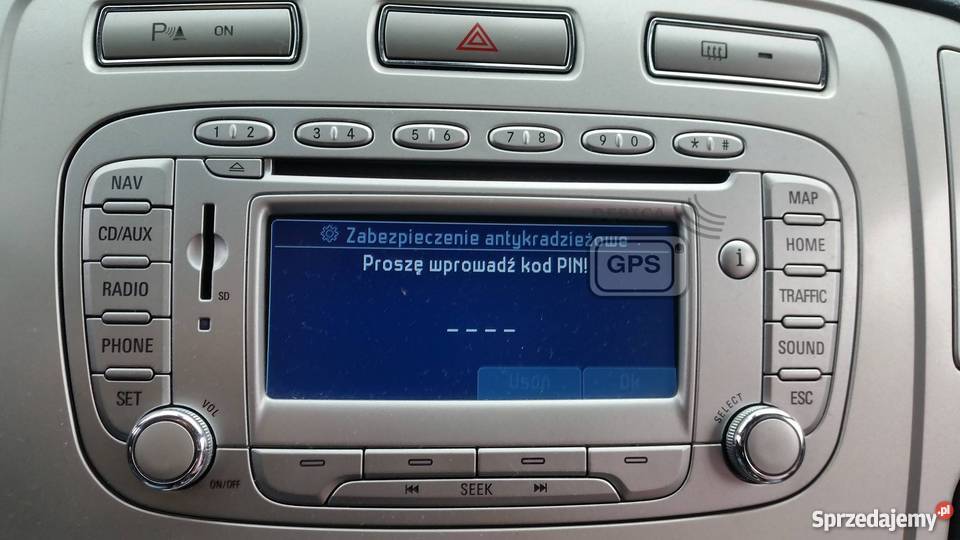 P ON
1 2 3 4 5 6 7 8 9 0 * #
NAV
MAP
CD/AUX
HOME
RADIO
TRAFFIC
PHONE
SOUND
SET
ESC
SD
i
Zabezpieczenie antykradzieżowe
Proszę wprowadź kod PIN!
GPS
_ _ _ _
Usuń Ok
VOL
ON/OFF
SELECT
SEEK
Sprzedajemy.pl